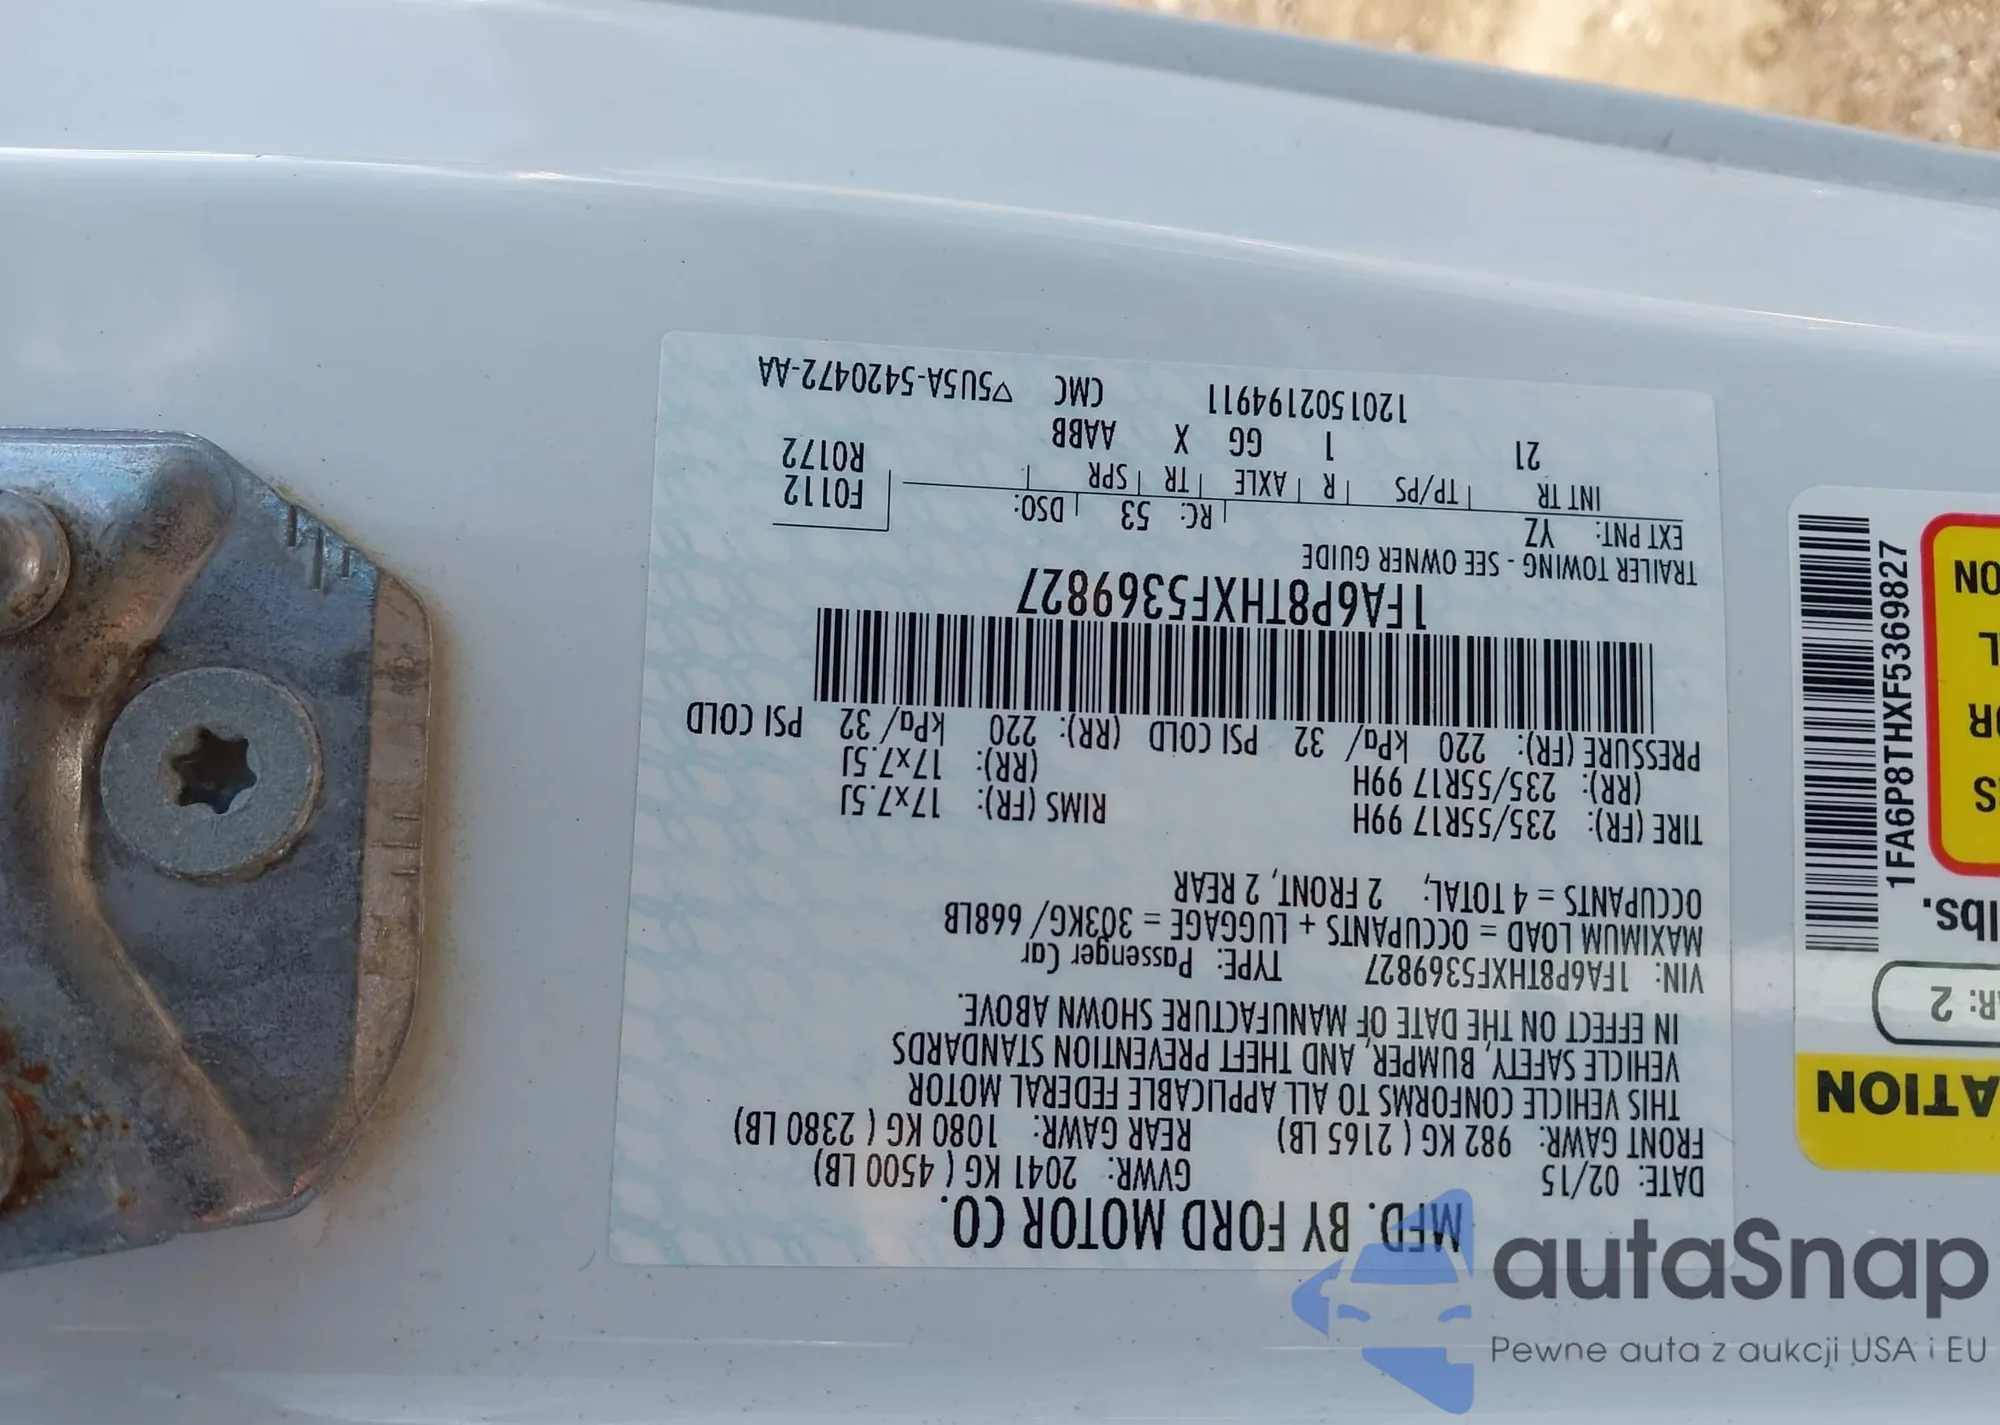 MFD. BY FORD MOTOR CO.
DATE: 02/15 GVWR: 2041 KG ( 4500 LB)
FRONT GAWR: 982 KG ( 2165 LB) REAR GAWR: 1080 KG ( 2380 LB)
THIS VEHICLE CONFORMS TO ALL APPLICABLE FEDERAL MOTOR
VEHICLE SAFETY, BUMPER, AND THEFT PREVENTION STANDARDS
IN EFFECT ON THE DATE OF MANUFACTURE SHOWN ABOVE.
VIN: 1FA6P8THXF5369827 TYPE: Passenger Car
MAXIMUM LOAD = OCCUPANTS + LUGGAGE = 303KG/ 668LB
OCCUPANTS = 4 TOTAL; 2 FRONT, 2 REAR
TIRE (FR): 235/55R17 99H RIMS (FR): 17x7.5J
(RR): 235/55R17 99H (RR): 17x7.5J
PRESSURE (FR): 220 kPa/ 32 PSI COLD (RR): 220 kPa/ 32 PSI COLD
1FA6P8THXF5369827
TRAILER TOWING - SEE OWNER GUIDE
EXT PNT: YZ RC: 53 DSO: F0112
INT TR TP/PS R AXLE TR SPR R0172
21 1 GG X AABB
1201502194911 CMC ▽5U5A-5420472-AA
ATION
AR: 2
lbs.
1FA6P8THXF5369827
S
OR
L
ON
autaSnap
Pewne auta z aukcji USA i EU